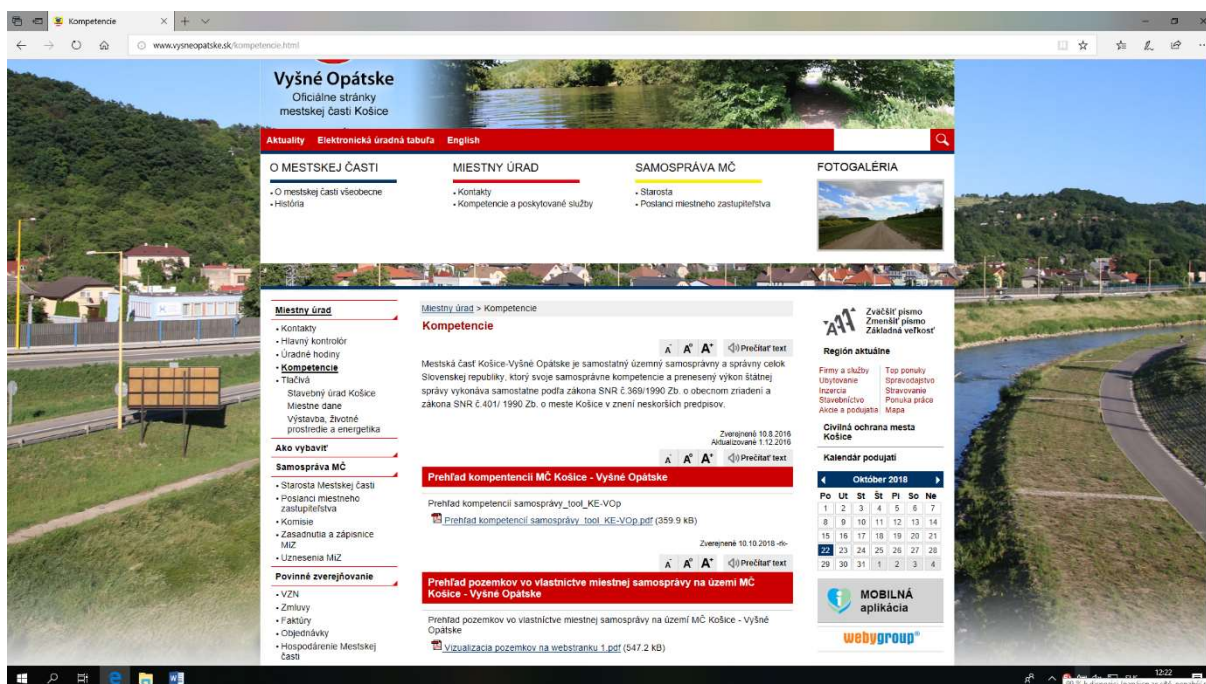 Kompetencie
www.vysneopatske.sk/kompetencie.html
Vyšné Opátske
Oficiálne stránky
mestskej časti Košice
Aktuality Elektronická úradná tabuľa English
O MESTSKEJ ČASTI
• O mestskej časti všeobecne
• História
MIESTNY ÚRAD
• Kontakty
• Kompetencie a poskytované služby
SAMOSPRÁVA MČ
• Starosta
• Poslanci miestneho zastupiteľstva
FOTOGALÉRIA
Miestny úrad
• Kontakty
• Hlavný kontrolór
• Úradné hodiny
• Kompetencie
• Tlačivá
Stavebný úrad Košice
Miestne dane
Výstavba, životné
prostredie a energetika
Ako vybaviť
Samospráva MČ
• Starosta Mestskej časti
• Poslanci miestneho
zastupiteľstva
• Komisie
• Zasadnutia a zápisnice
MiZ
• Uznesenia MiZ
Povinné zverejňovanie
• VZN
• Zmluvy
• Faktúry
• Objednávky
• Hospodárenie Mestskej
časti
Miestny úrad > Kompetencie
Kompetencie
A- A° A+ Prečítať text
Mestská časť Košice-Vyšné Opátske je samostatný územný samosprávny a správny celok
Slovenskej republiky, ktorý svoje samosprávne kompetencie a prenesený výkon štátnej
správy vykonáva samostatne podľa zákona SNR č.369/1990 Zb. o obecnom zriadení a
zákona SNR č.401/ 1990 Zb. o meste Košice v znení neskorších predpisov.
Zverejnené 10.8.2016
Aktualizované 1.12.2016
A- A° A+ Prečítať text
Prehľad kompentencií MČ Košice - Vyšné Opátske
Prehľad kompetencií samosprávy_tool_KE-VOp
Prehľad kompetencií samosprávy_tool_KE-VOp.pdf (359.9 kB)
Zverejnené 10.10.2018 -rk-
A- A° A+ Prečítať text
Prehľad pozemkov vo vlastníctve miestnej samosprávy na území MČ
Košice - Vyšné Opátske
Prehľad pozemkov vo vlastníctve miestnej samosprávy na území MČ Košice - Vyšné
Opátske
Vizualizacia pozemkov na webstranku 1.pdf (547.2 kB)
Zväčšiť písmo
Zmenšiť písmo
Základná veľkosť
Región aktuálne
Firmy a služby Top ponuky
Ubytovanie Spravodajstvo
Inzercia Stravovanie
Stavebníctvo Ponuka práce
Akcie a podujatia Mapa
Civilná ochrana mesta
Košice
Kalendár podujatí
Október 2018
Po Ut St Št Pi So Ne
1 2 3 4 5 6 7
8 9 10 11 12 13 14
15 16 17 18 19 20 21
22 23 24 25 26 27 28
29 30 31 1 2 3 4
MOBILNÁ
aplikácia
webygroup®
12:22